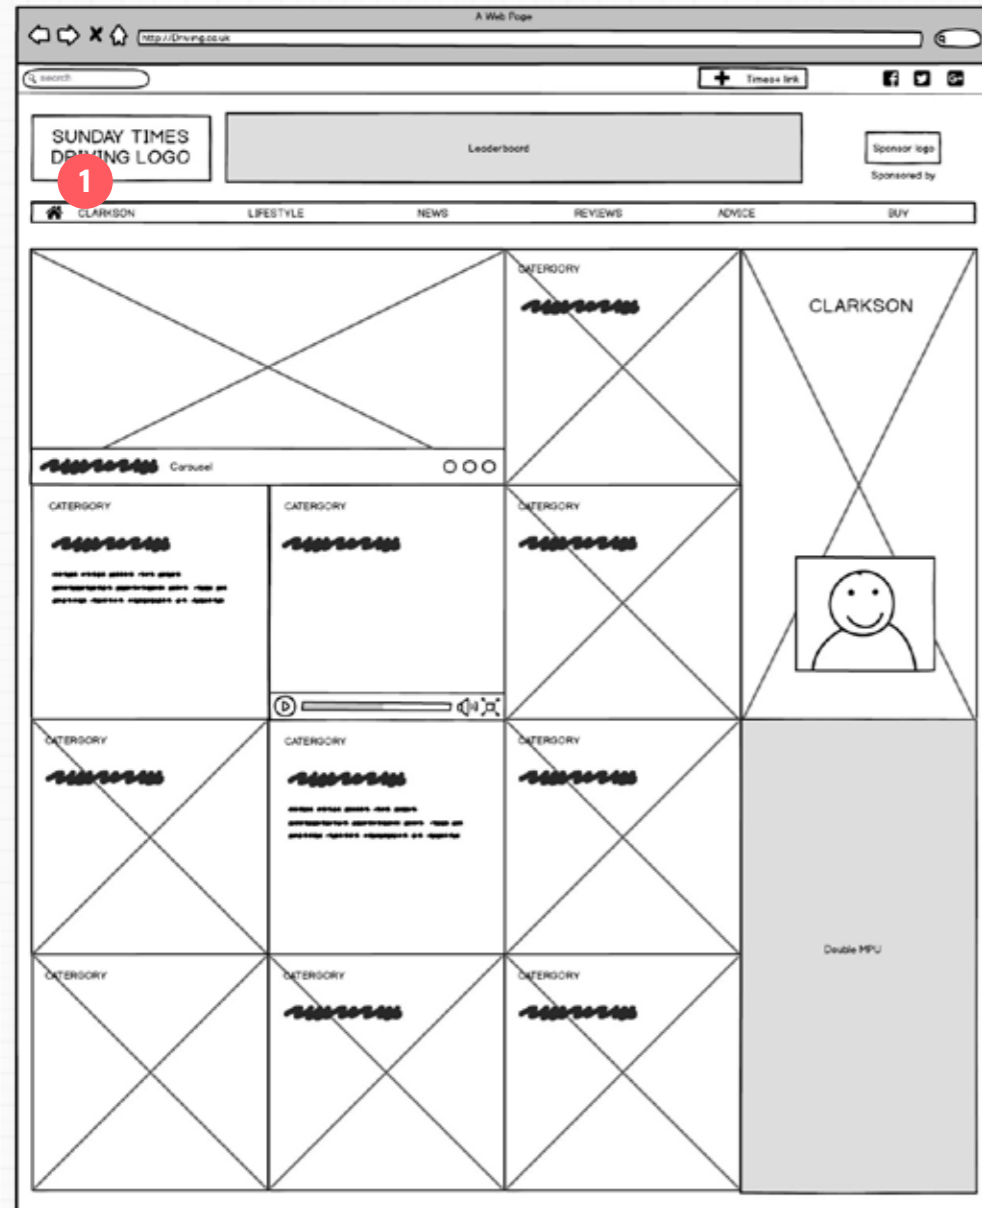 A Web Page
http://Driving.co.uk
search
Times+ link
SUNDAY TIMES
DRIVING LOGO
1
Leaderboard
Sponsor logo
Sponsored by
CLARKSON LIFESTYLE NEWS REVIEWS ADVICE BUY
CATERGORY
CLARKSON
Carousel
CATERGORY
CATERGORY
CATERGORY
CATERGORY
CATERGORY
CATERGORY
Double MPU
CATERGORY
CATERGORY
CATERGORY